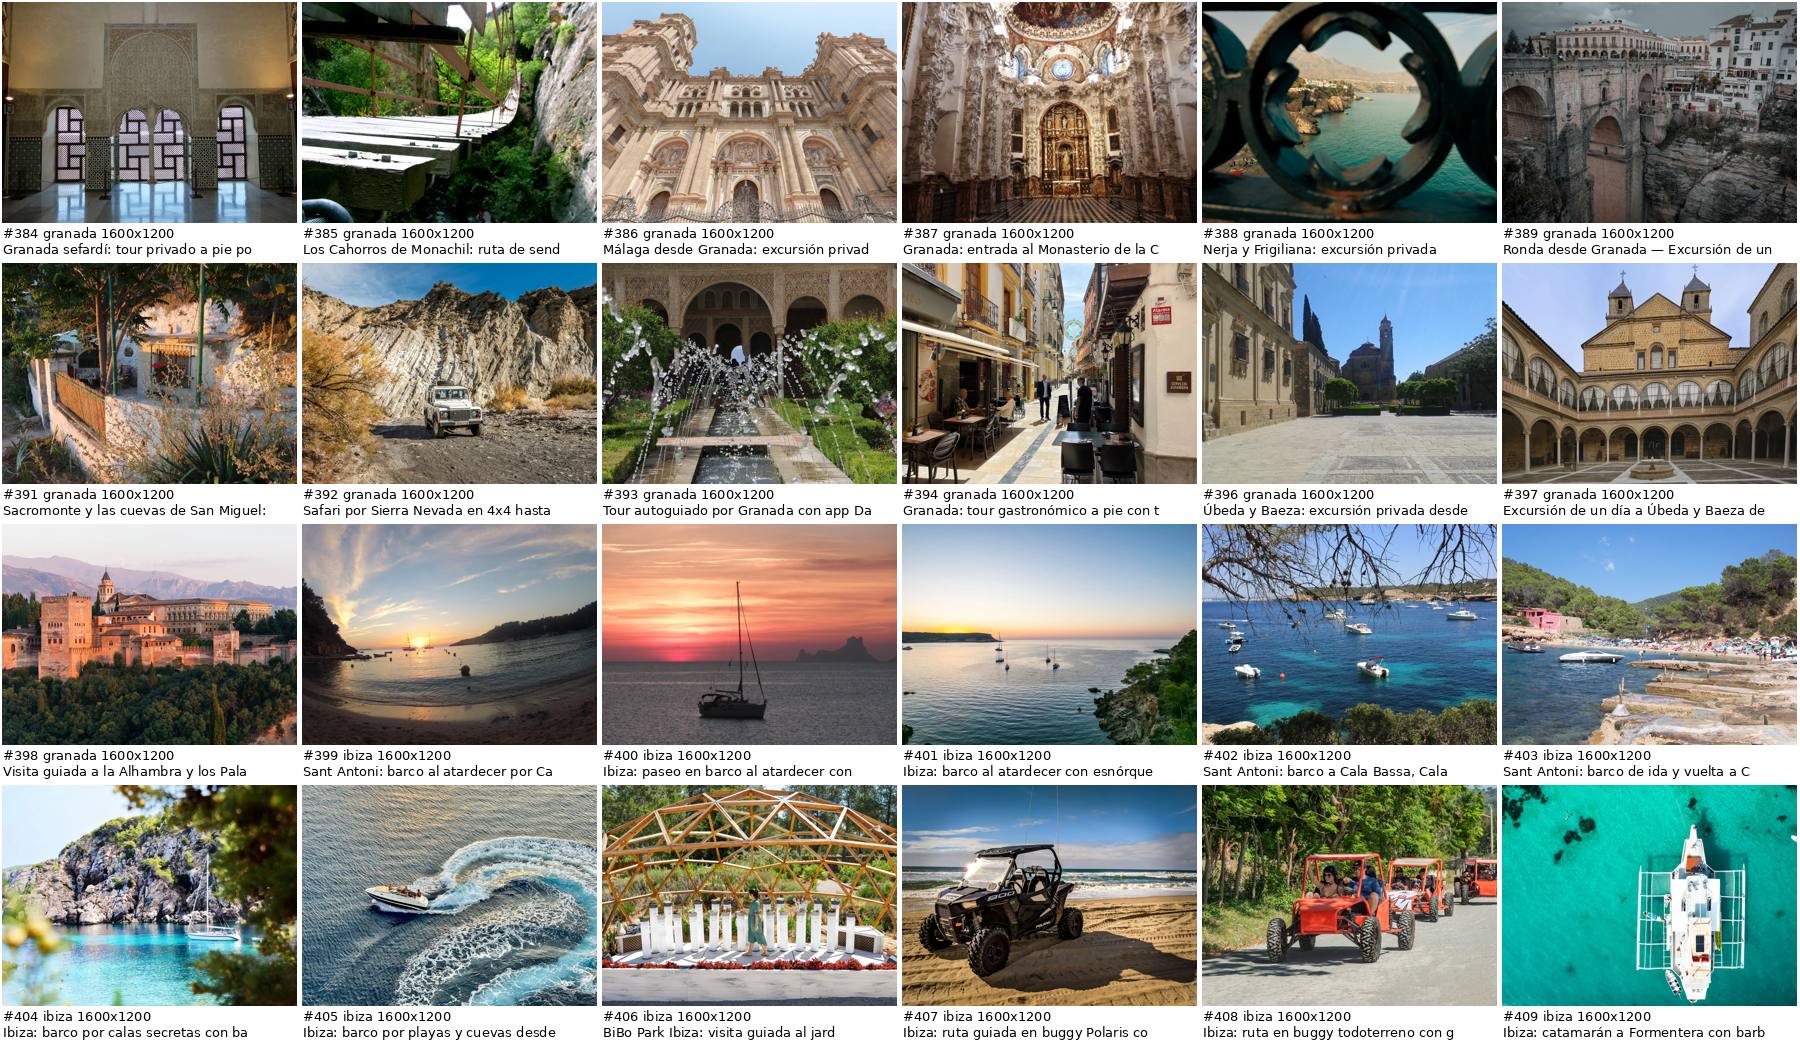 #384 granada 1600x1200
Granada sefardí: tour privado a pie po
#385 granada 1600x1200
Los Cahorros de Monachil: ruta de send
#386 granada 1600x1200
Málaga desde Granada: excursión privad
#387 granada 1600x1200
Granada: entrada al Monasterio de la C
#388 granada 1600x1200
Nerja y Frigiliana: excursión privada
#389 granada 1600x1200
Ronda desde Granada — Excursión de un
#391 granada 1600x1200
Sacromonte y las cuevas de San Miguel:
#392 granada 1600x1200
Safari por Sierra Nevada en 4x4 hasta
#393 granada 1600x1200
Tour autoguiado por Granada con app Da
#394 granada 1600x1200
Granada: tour gastronómico a pie con t
#396 granada 1600x1200
Úbeda y Baeza: excursión privada desde
#397 granada 1600x1200
Excursión de un día a Úbeda y Baeza de
#398 granada 1600x1200
Visita guiada a la Alhambra y los Pala
#399 ibiza 1600x1200
Sant Antoni: barco al atardecer por Ca
#400 ibiza 1600x1200
Ibiza: paseo en barco al atardecer con
#401 ibiza 1600x1200
Ibiza: barco al atardecer con esnórque
#402 ibiza 1600x1200
Sant Antoni: barco a Cala Bassa, Cala
#403 ibiza 1600x1200
Sant Antoni: barco de ida y vuelta a C
#404 ibiza 1600x1200
Ibiza: barco por calas secretas con ba
#405 ibiza 1600x1200
Ibiza: barco por playas y cuevas desde
#406 ibiza 1600x1200
BiBo Park Ibiza: visita guiada al jard
#407 ibiza 1600x1200
Ibiza: ruta guiada en buggy Polaris co
#408 ibiza 1600x1200
Ibiza: ruta en buggy todoterreno con g
#409 ibiza 1600x1200
Ibiza: catamarán a Formentera con barb